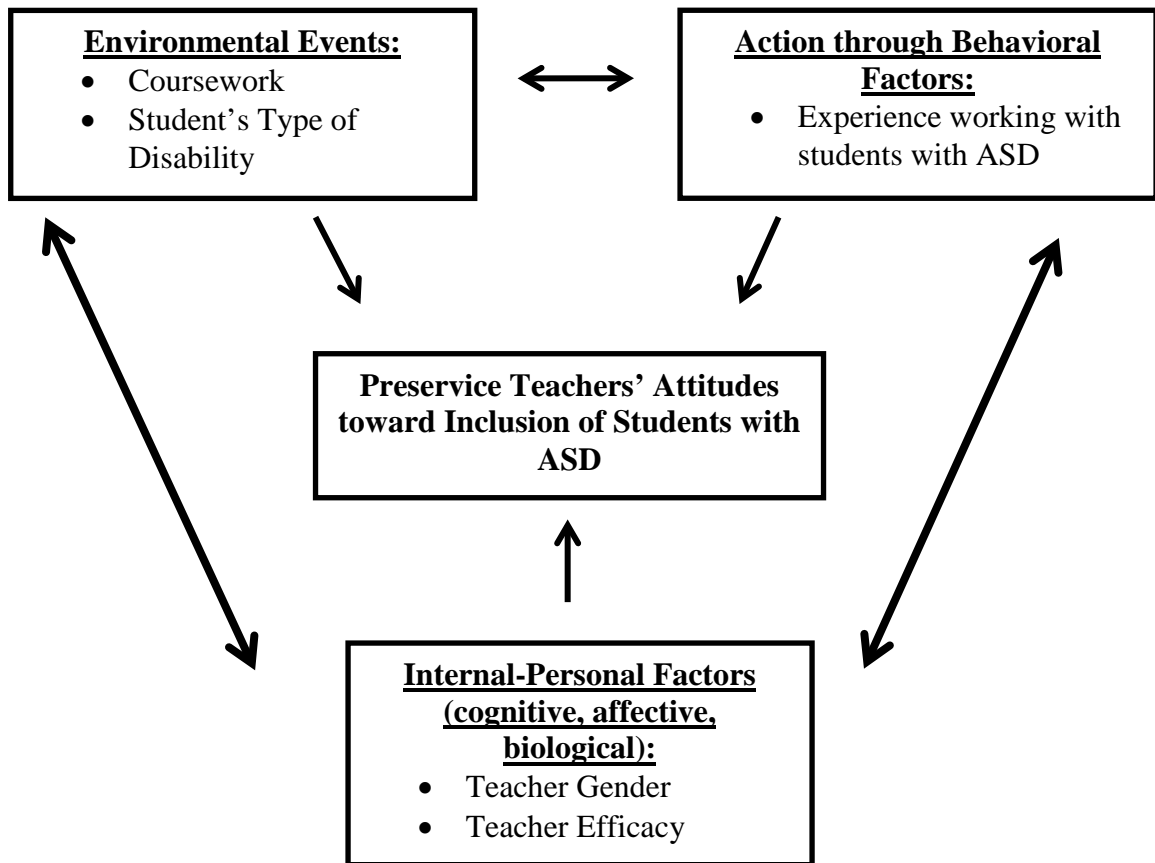 Environmental Events:
• Coursework
• Student’s Type of
Disability
Action through Behavioral
Factors:
• Experience working with
students with ASD
Preservice Teachers’ Attitudes
toward Inclusion of Students with
ASD
Internal-Personal Factors
(cognitive, affective,
biological):
• Teacher Gender
• Teacher Efficacy